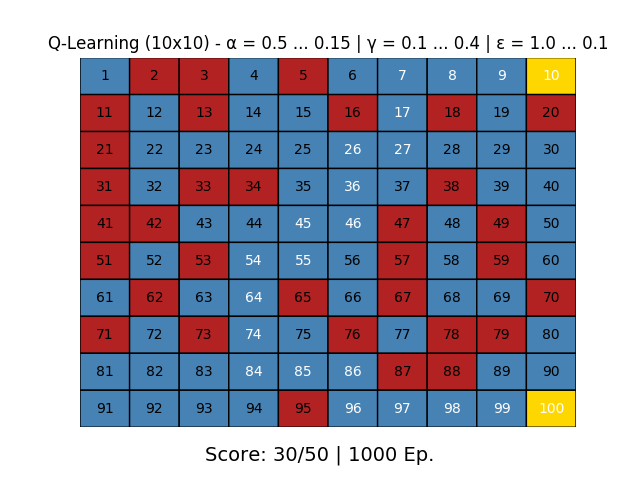 Q-Learning (10x10) - α = 0.5 ... 0.15 | γ = 0.1 ... 0.4 | ε = 1.0 ... 0.1
1 2 3 4 5 6 7 8 9 10
11 12 13 14 15 16 17 18 19 20
21 22 23 24 25 26 27 28 29 30
31 32 33 34 35 36 37 38 39 40
41 42 43 44 45 46 47 48 49 50
51 52 53 54 55 56 57 58 59 60
61 62 63 64 65 66 67 68 69 70
71 72 73 74 75 76 77 78 79 80
81 82 83 84 85 86 87 88 89 90
91 92 93 94 95 96 97 98 99 100
Score: 30/50 | 1000 Ep.